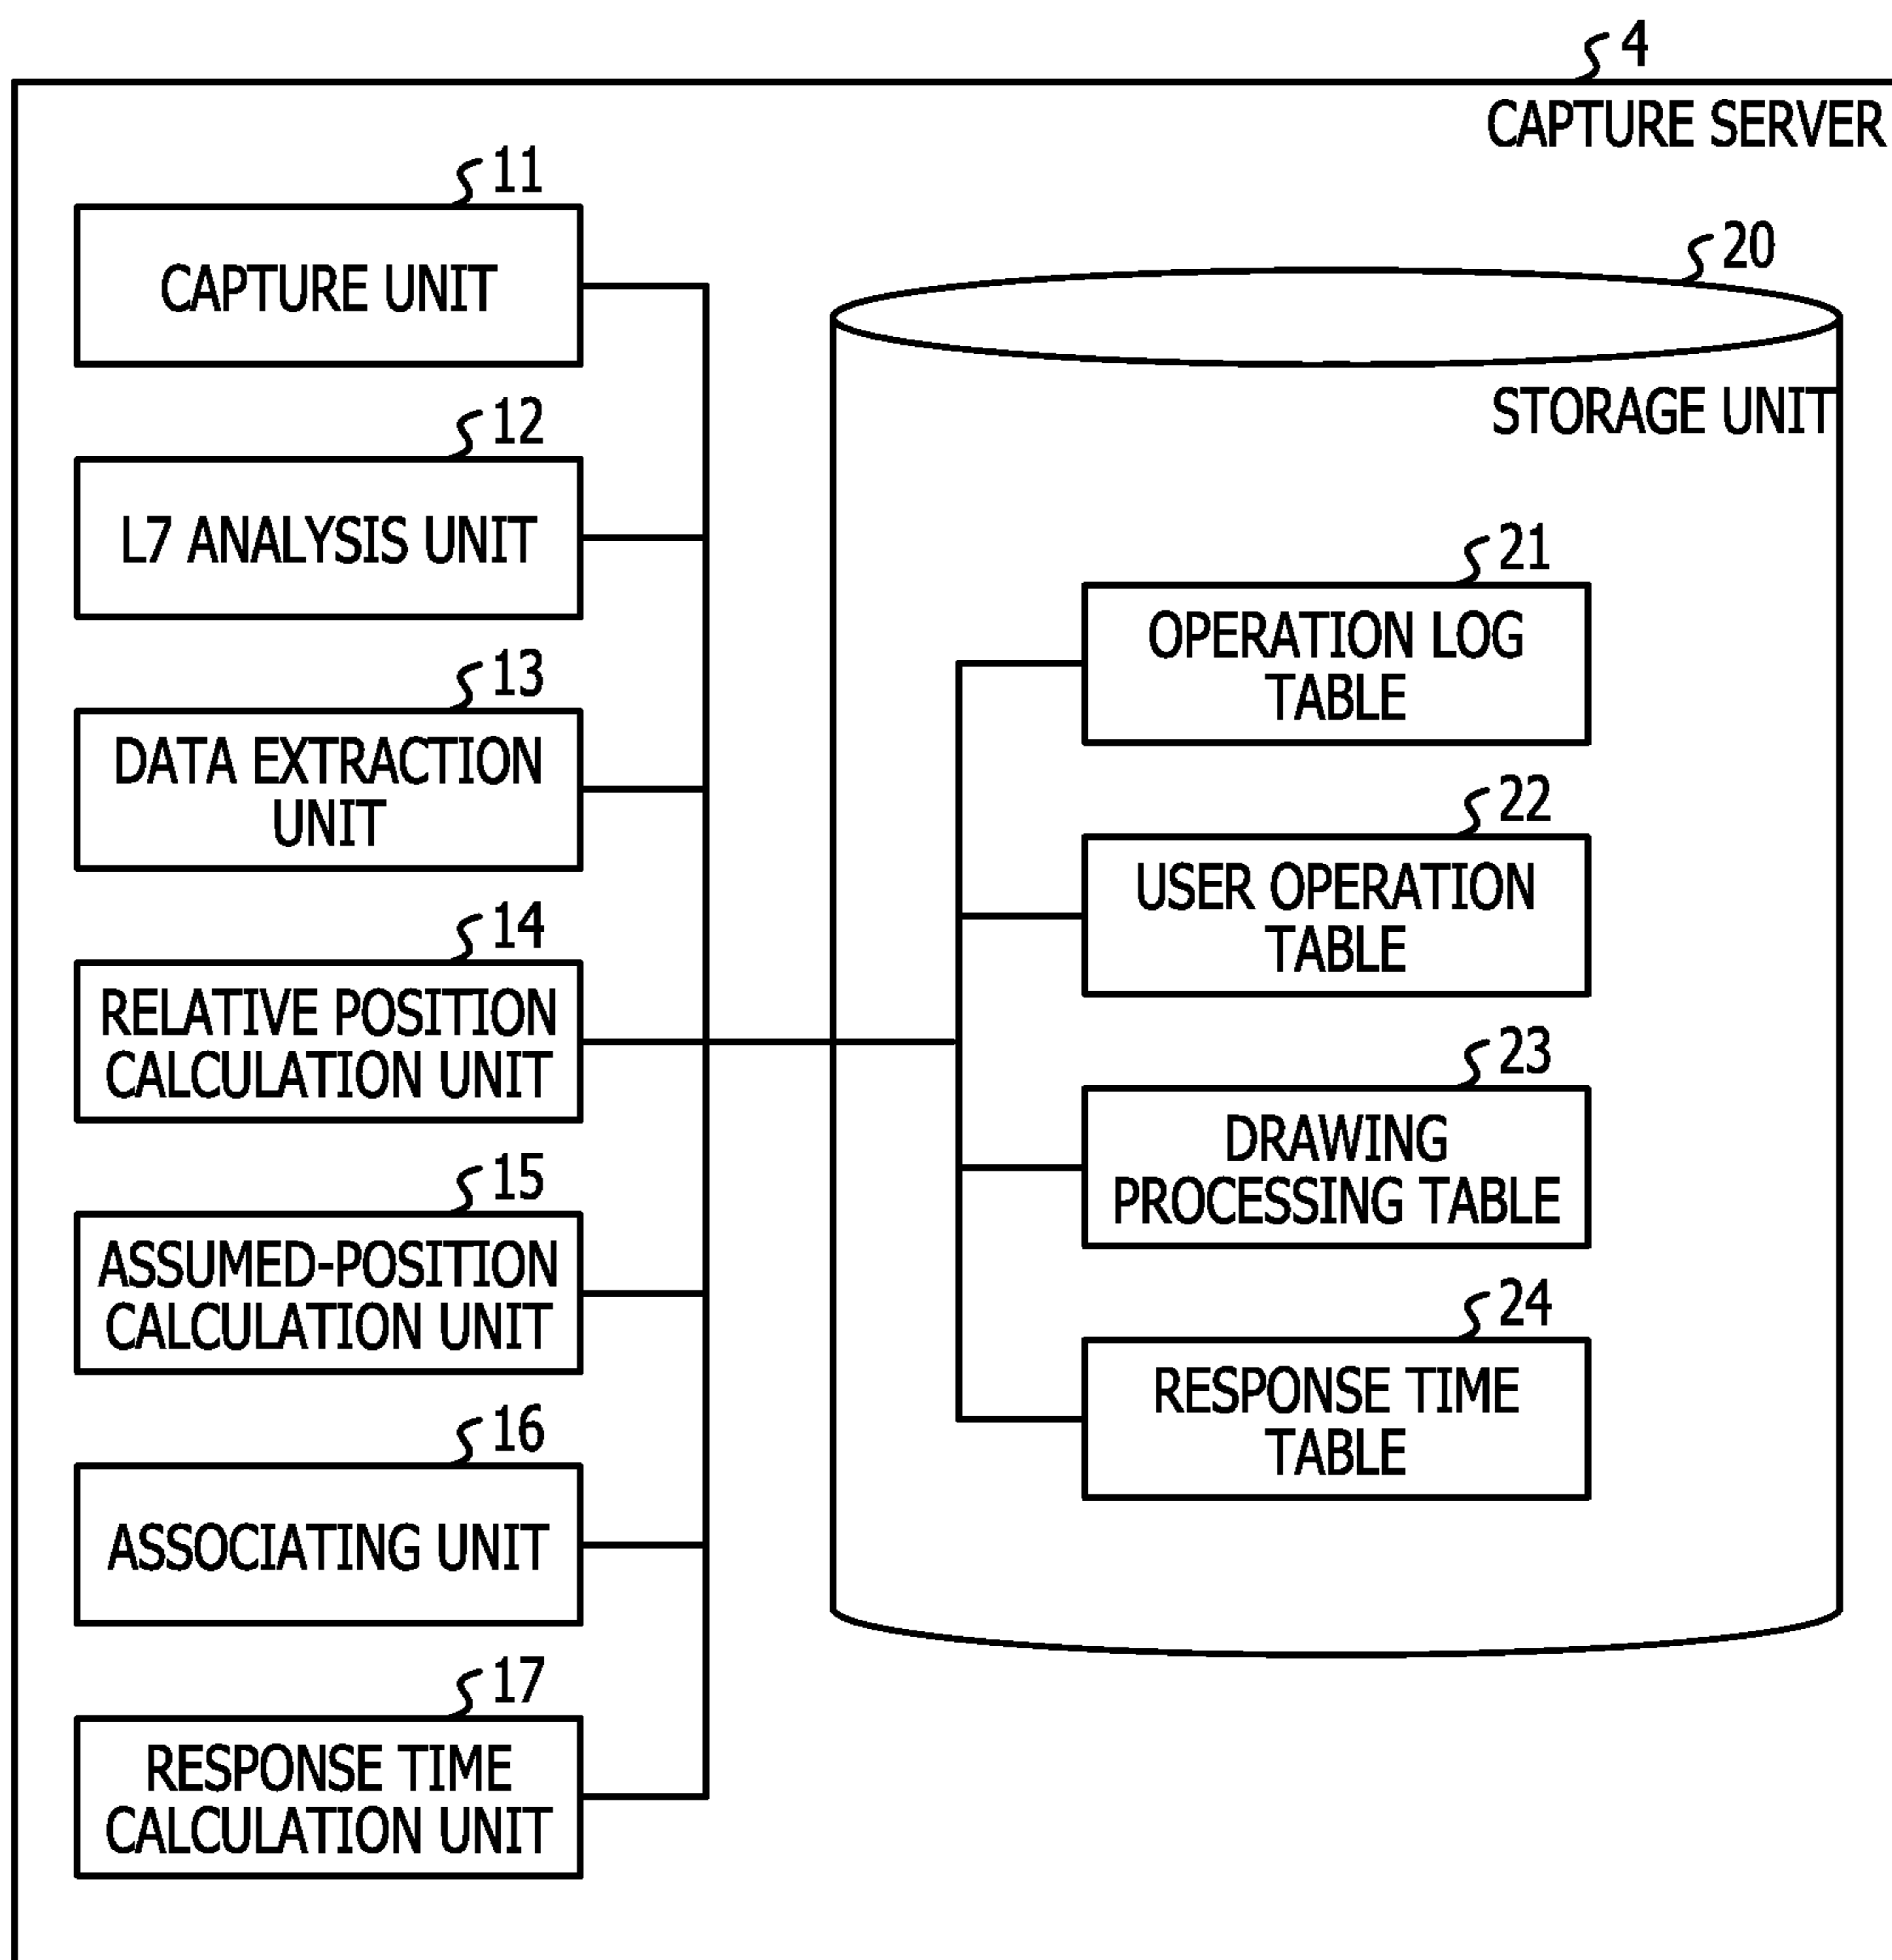 4
CAPTURE SERVER
11
CAPTURE UNIT
12
L7 ANALYSIS UNIT
13
DATA EXTRACTION
UNIT
14
RELATIVE POSITION
CALCULATION UNIT
15
ASSUMED-POSITION
CALCULATION UNIT
16
ASSOCIATING UNIT
17
RESPONSE TIME
CALCULATION UNIT
20
STORAGE UNIT
21
OPERATION LOG
TABLE
22
USER OPERATION
TABLE
23
DRAWING
PROCESSING TABLE
24
RESPONSE TIME
TABLE